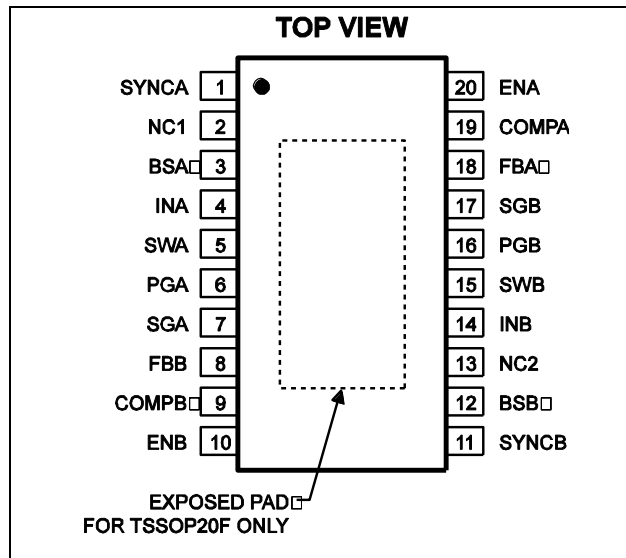 TOP VIEW
SYNCA 1 20 ENA
NC1 2 19 COMPA
BSA□ 3 18 FBA□
INA 4 17 SGB
SWA 5 16 PGB
PGA 6 15 SWB
SGA 7 14 INB
FBB 8 13 NC2
COMPB□ 9 12 BSB□
ENB 10 11 SYNCB
EXPOSED PAD□
FOR TSSOP20F ONLY